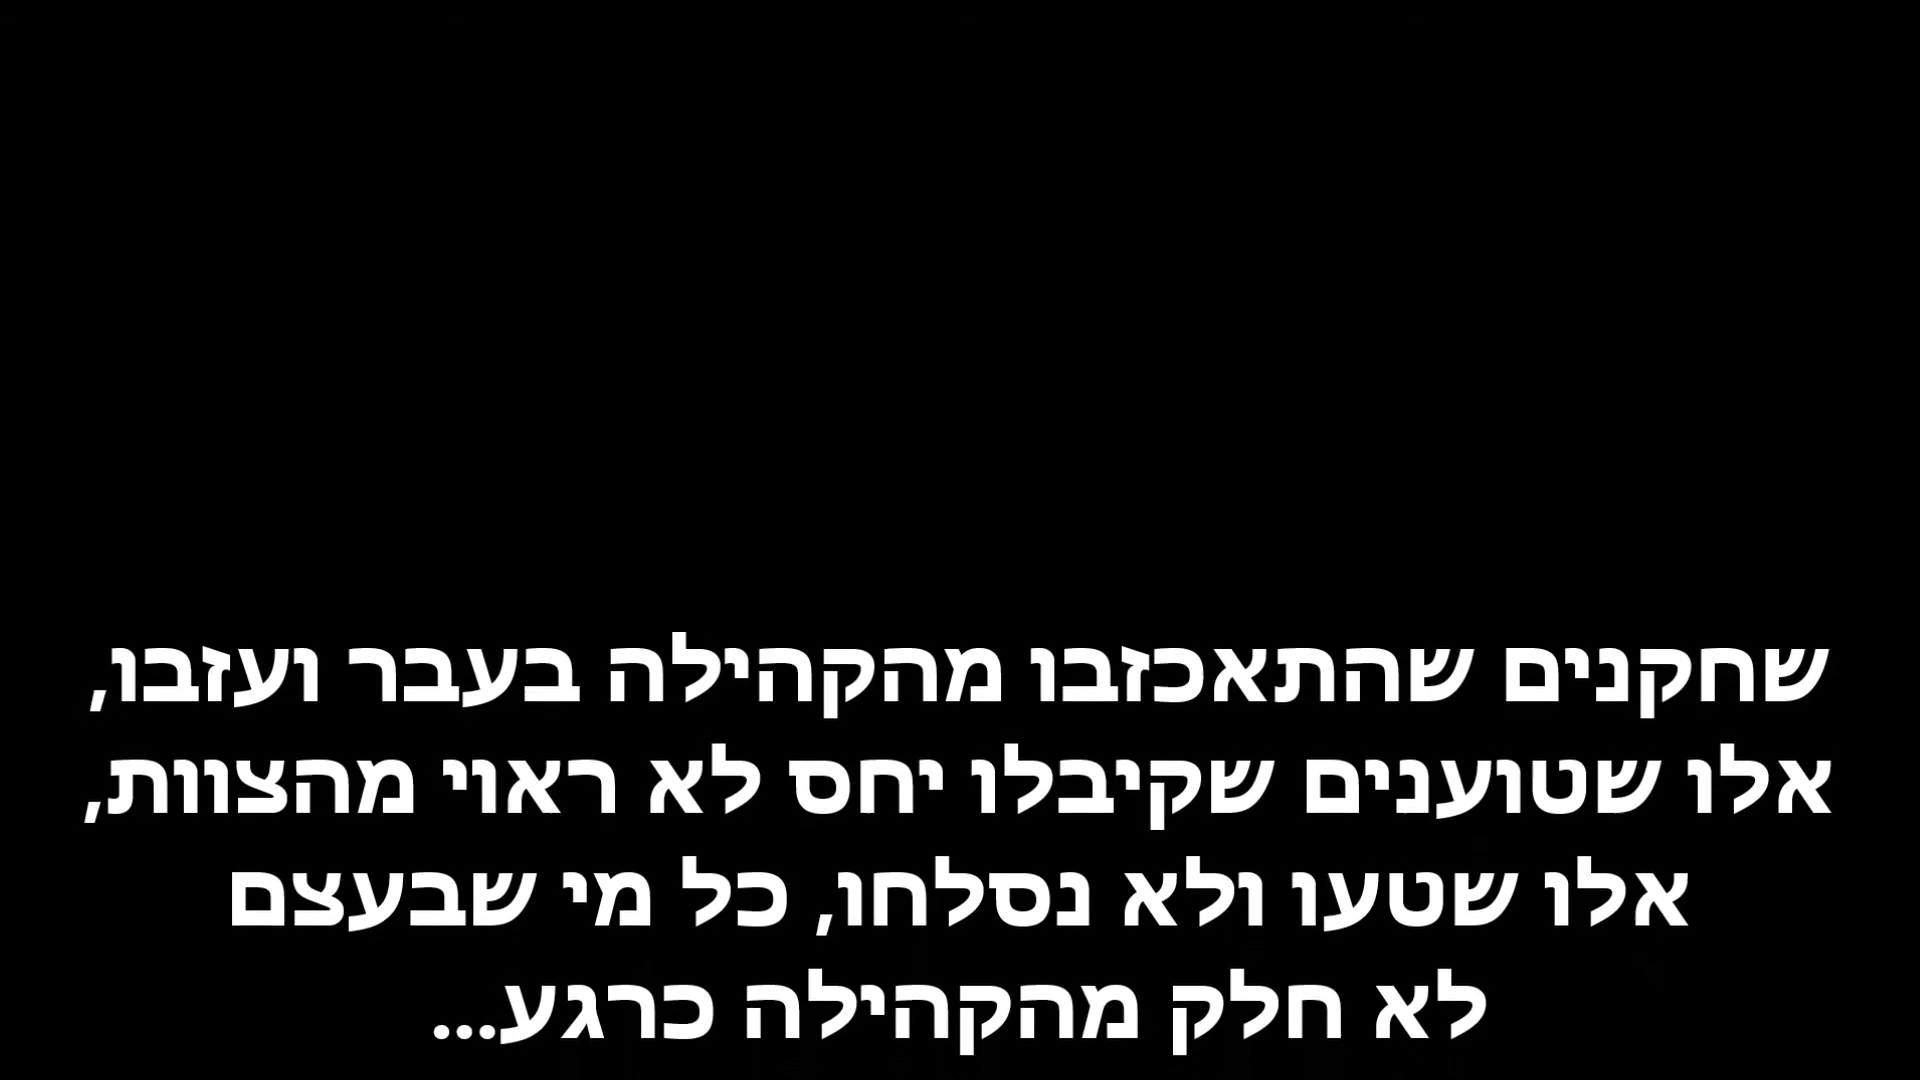 שחקנים שהתאכזבו מהקהילה בעבר ועזבו,
אלו שטוענים שקיבלו יחס לא ראוי מהצוות,
אלו שטעו ולא נסלחו, כל מי שבעצם
לא חלק מהקהילה כרגע...